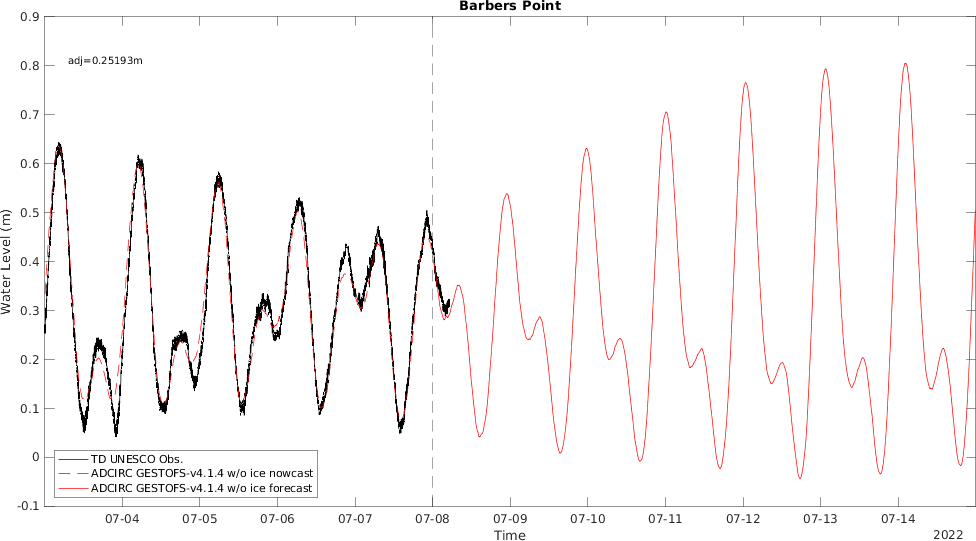 Barbers Point
adj=0.25193m
Water Level (m)
0.9
0.8
0.7
0.6
0.5
0.4
0.3
0.2
0.1
0
-0.1
TD UNESCO Obs.
ADCIRC GESTOFS-v4.1.4 w/o ice nowcast
ADCIRC GESTOFS-v4.1.4 w/o ice forecast
07-04 07-05 07-06 07-07 07-08 07-09 07-10 07-11 07-12 07-13 07-14
Time
2022